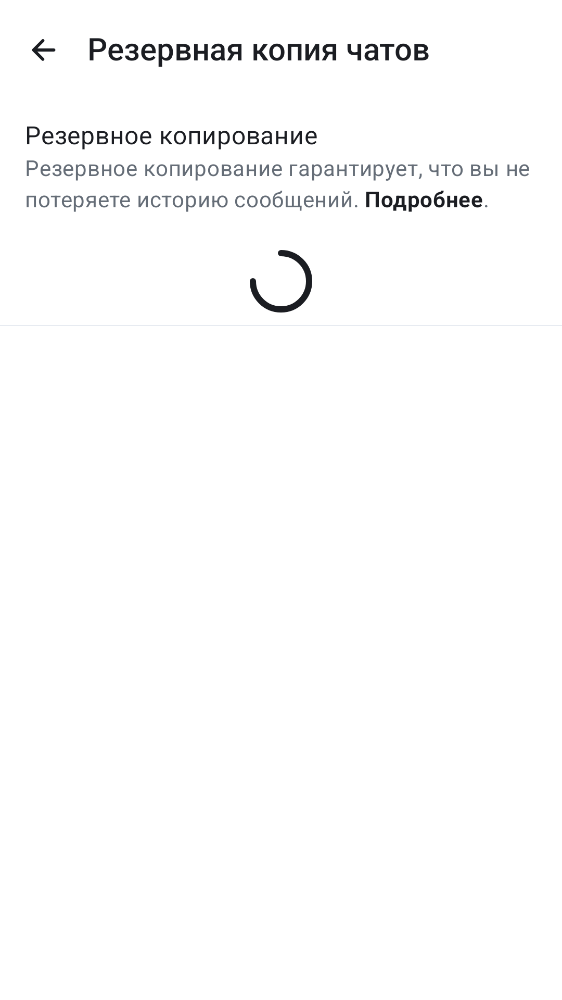 Резервная копия чатов
Резервное копирование
Резервное копирование гарантирует, что вы не
потеряете историю сообщений. Подробнее.